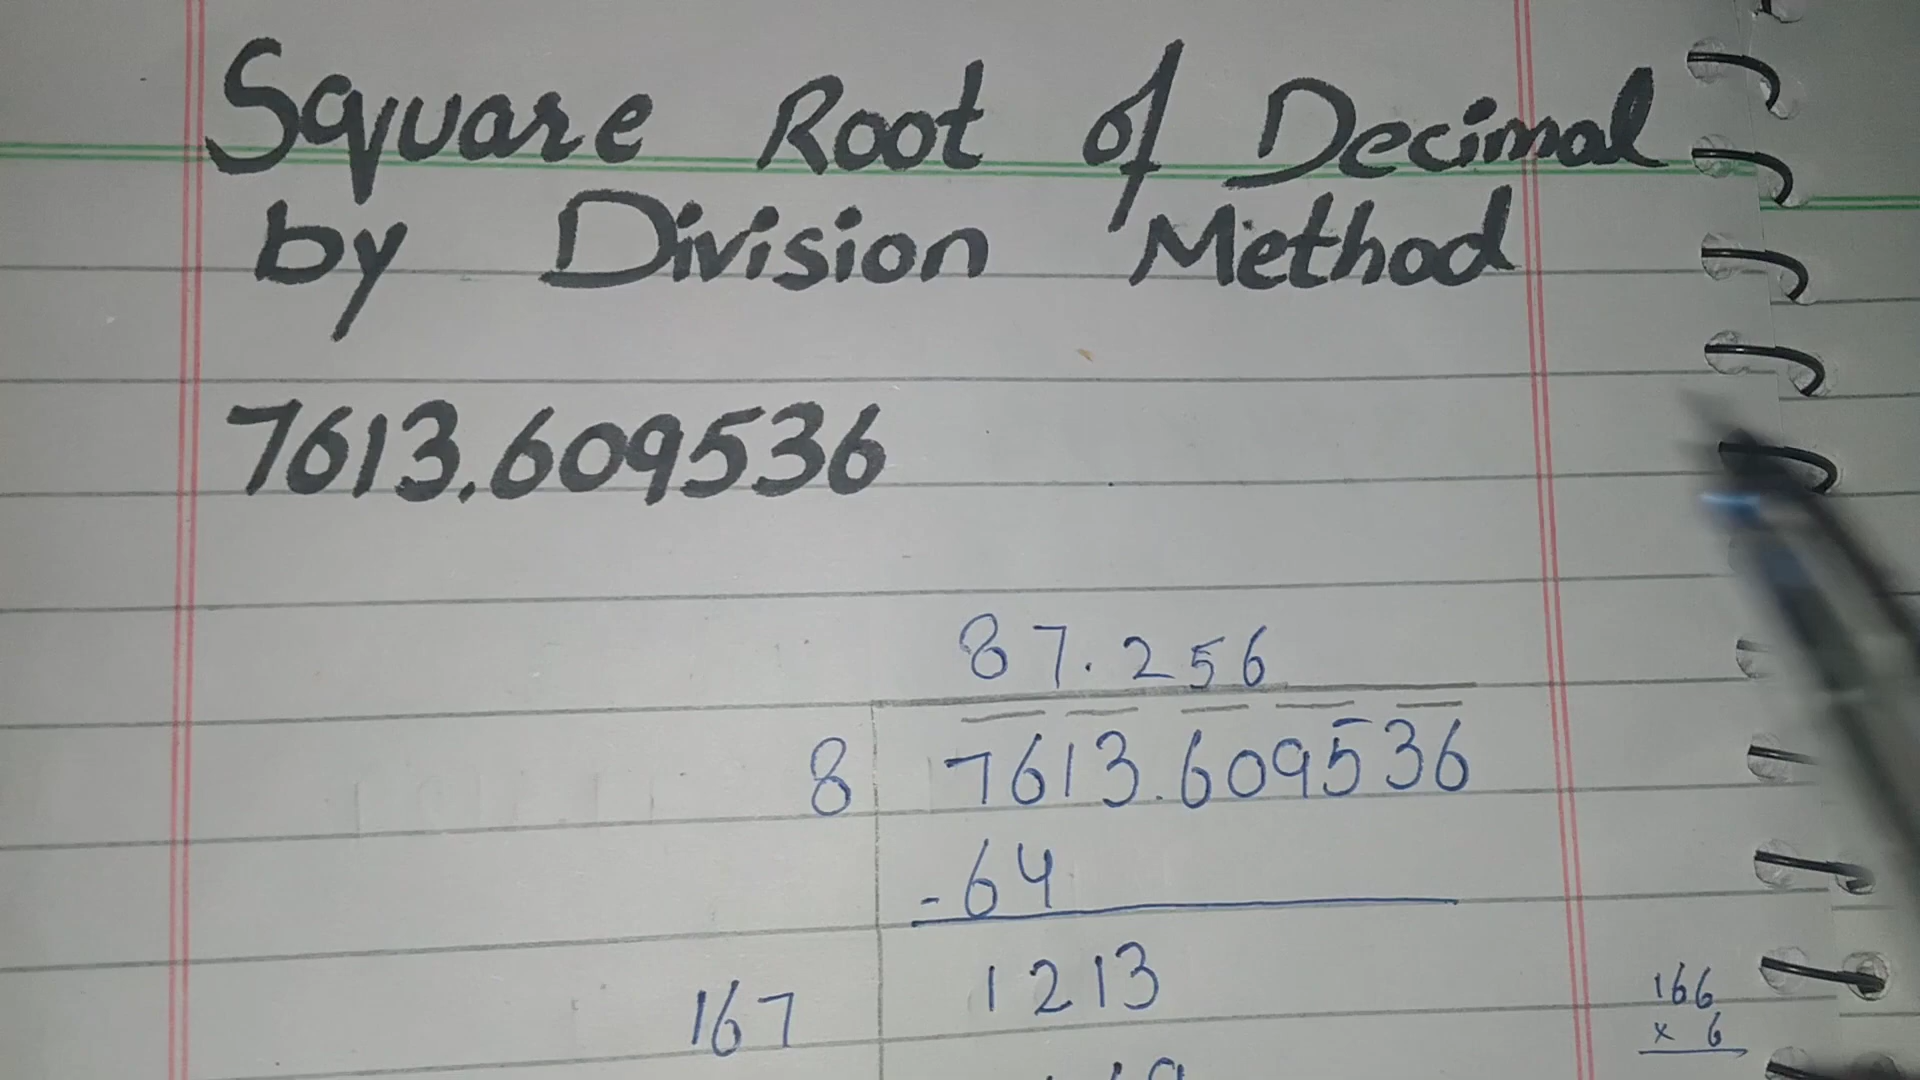 Square Root of Decimal
by Division Method
7613.609536
87.256
8 7613.609536
- 64
167 1213
166
x 6